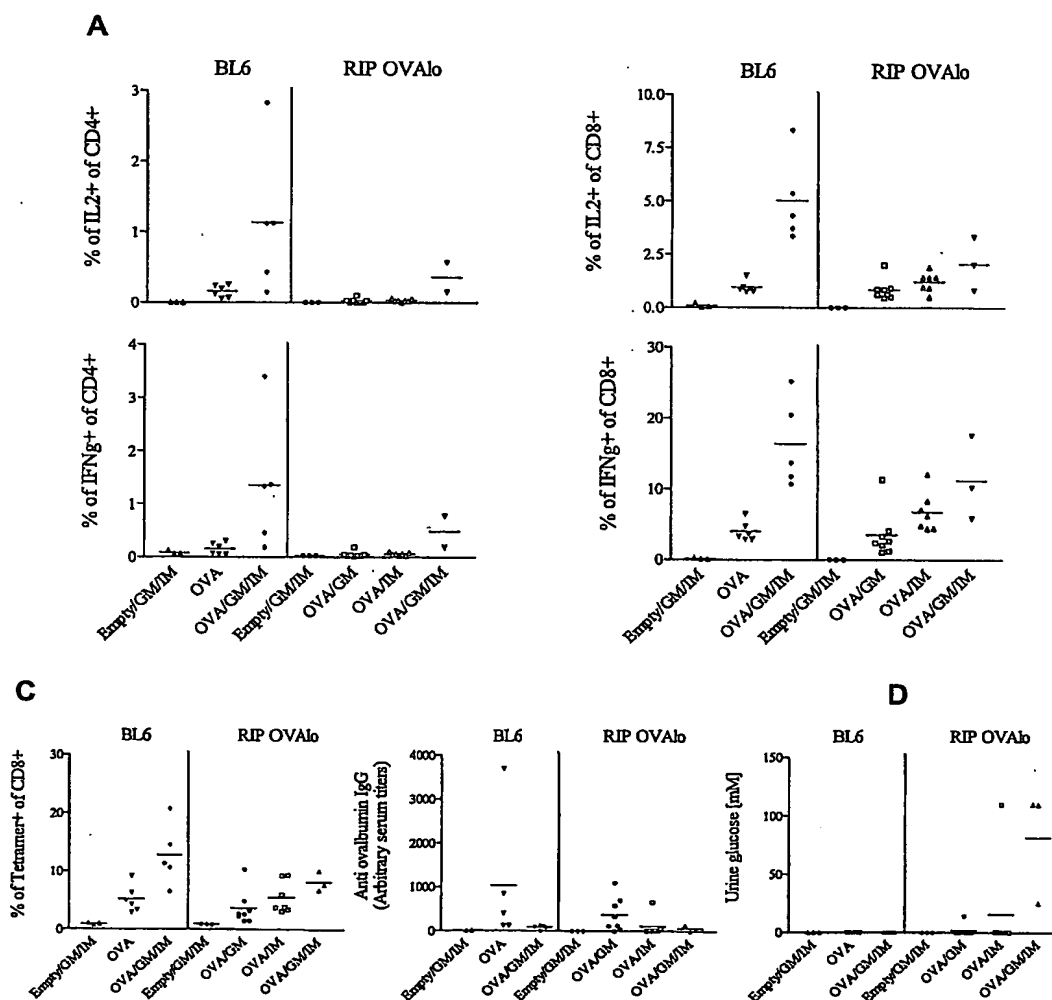 A
BL6 RIP OVAlo
% of IL2+ of CD4+
3
2
1
0
% of IFNg+ of CD4+
4
3
2
1
0
Empty/GM/IM
OVA
OVA/GM/IM
Empty/GM/IM
OVA/GM
OVA/IM
OVA/GM/IM
BL6 RIP OVAlo
% of IL2+ of CD8+
10.0
7.5
5.0
2.5
0.0
% of IFNg+ of CD8+
30
20
10
0
Empty/GM/IM
OVA
OVA/GM/IM
Empty/GM/IM
OVA/GM
OVA/IM
OVA/GM/IM
C
BL6 RIP OVAlo
% of Tetramer+ of CD8+
30
20
10
0
Empty/GM/IM
OVA
OVA/GM/IM
Empty/GM/IM
OVA/GM
OVA/IM
OVA/GM/IM
BL6 RIP OVAlo
Anti ovalbumin IgG
(Arbitrary serum titers)
4000
3000
2000
1000
0
Empty/GM/IM
OVA
OVA/GM/IM
Empty/GM/IM
OVA/GM
OVA/IM
OVA/GM/IM
D
BL6 RIP OVAlo
Urine glucose [mM]
150
100
50
0
Empty/GM/IM
OVA
OVA/GM/IM
Empty/GM/IM
OVA/GM
OVA/IM
OVA/GM/IM